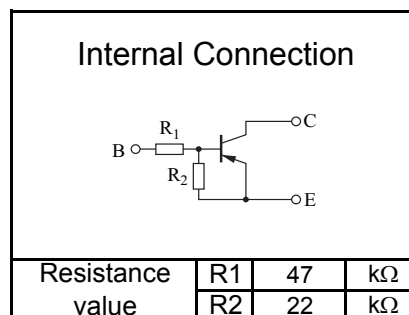 Internal Connection
C
R1
B
R2
E
Resistance value
R1 47 kΩ
R2 22 kΩ